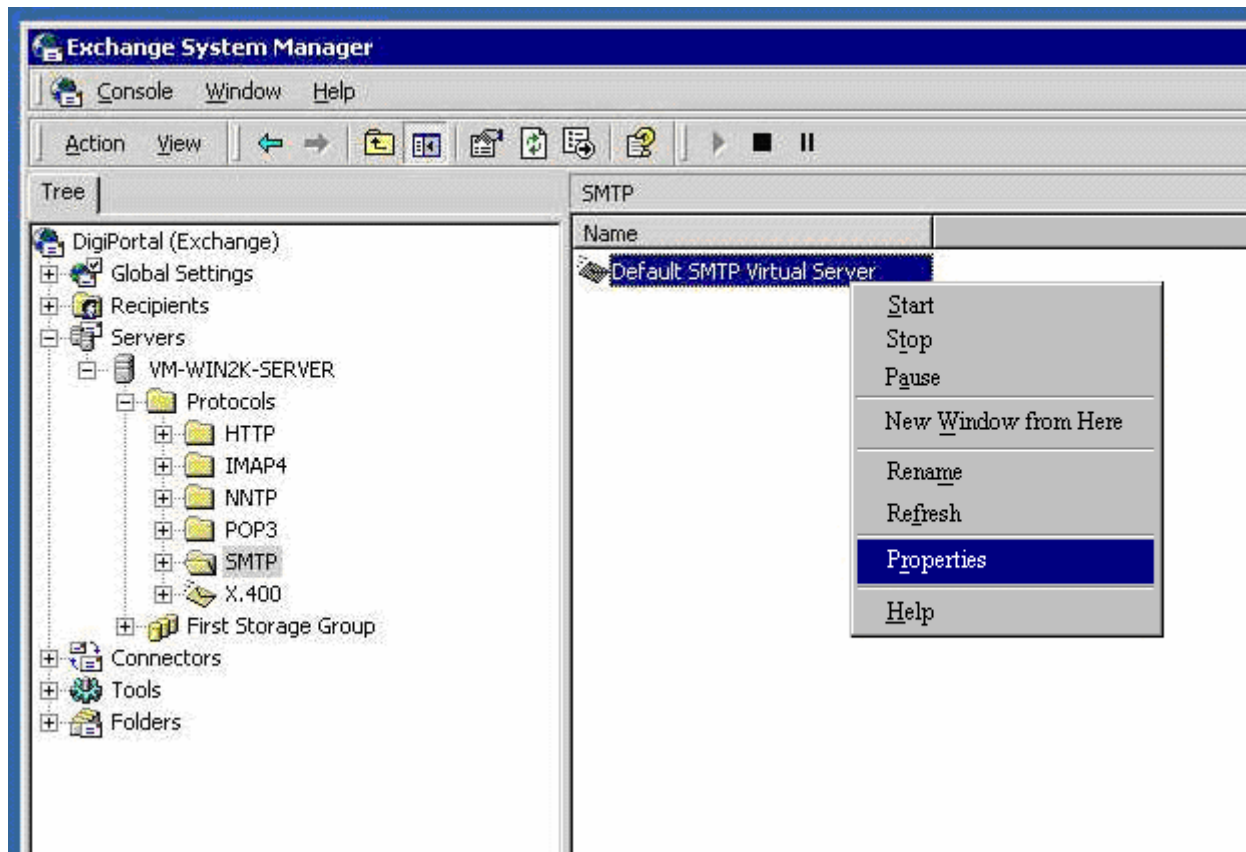 Exchange System Manager
Console Window Help
Action View
Tree
SMTP
DigiPortal (Exchange)
Global Settings
Recipients
Servers
VM-WIN2K-SERVER
Protocols
HTTP
IMAP4
NNTP
POP3
SMTP
X.400
First Storage Group
Connectors
Tools
Folders
Name
Default SMTP Virtual Server
Start
Stop
Pause
New Window from Here
Rename
Refresh
Properties
Help